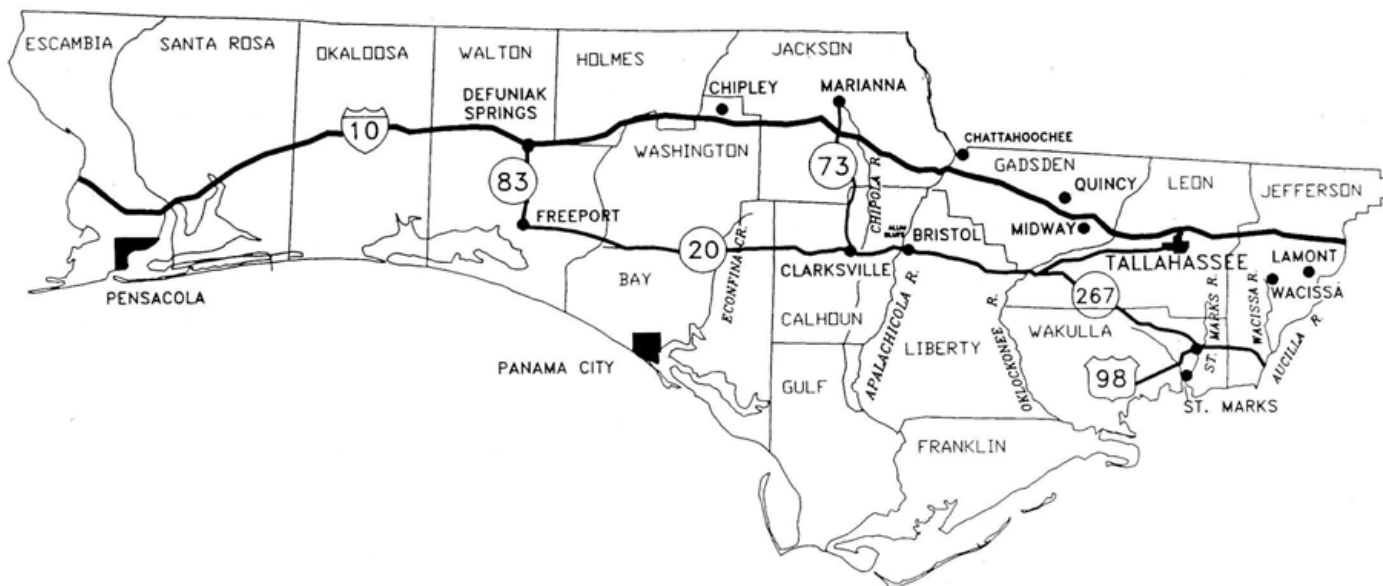 ESCAMBIA
SANTA ROSA
OKALOOSA
WALTON
HOLMES
JACKSON
DEFUNIAK
SPRINGS
CHIPLEY
MARIANNA
CHATTAHOOCHEE
10
WASHINGTON
73
CHIPOLA R.
GADSDEN
QUINCY
LEON
JEFFERSON
83
FREEPORT
MIDWAY
ALUM
BLUFF
BRISTOL
20
ECONFINA CR.
CLARKSVILLE
TALLAHASSEE
LAMONT
WACISSA
BAY
PENSACOLA
267
CALHOUN
APALACHICOLA R.
LIBERTY
OKLOCKONEE R.
WAKULLA
ST. MARKS R.
WACISSA R.
AUCILLA R
PANAMA CITY
GULF
98
ST. MARKS
FRANKLIN